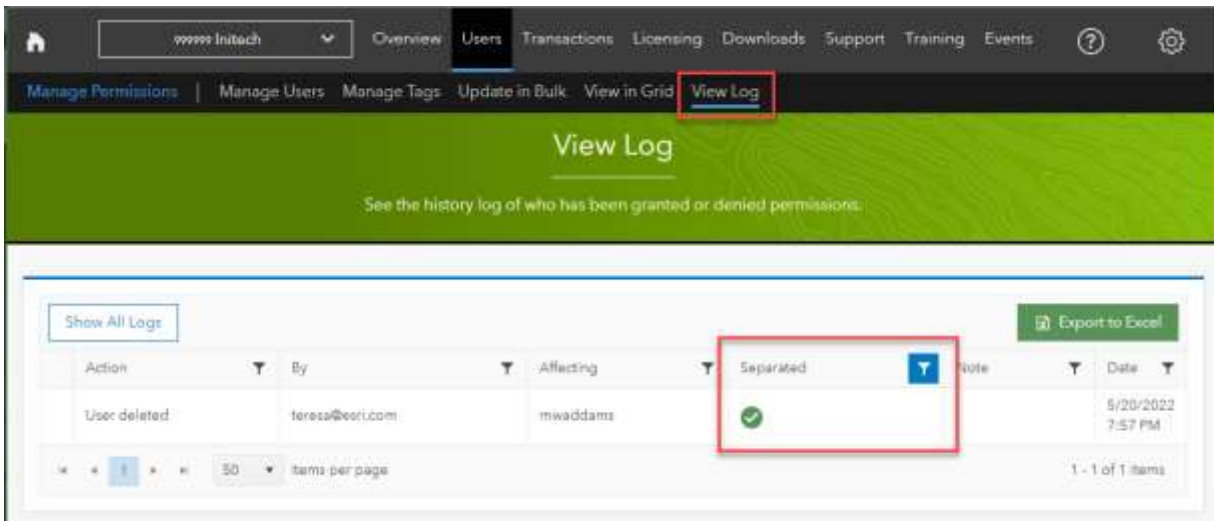 999999 Initech Overview Users Transactions Licensing Downloads Support Training Events
Manage Permissions | Manage Users Manage Tags Update in Bulk View in Grid View Log
View Log
See the history log of who has been granted or denied permissions.
Show All Logs Export to Excel
Action By Affecting Separated Note Date
User deleted teresa@esri.com mwaddams 5/20/2022
7:57 PM
1 50 items per page 1 - 1 of 1 items